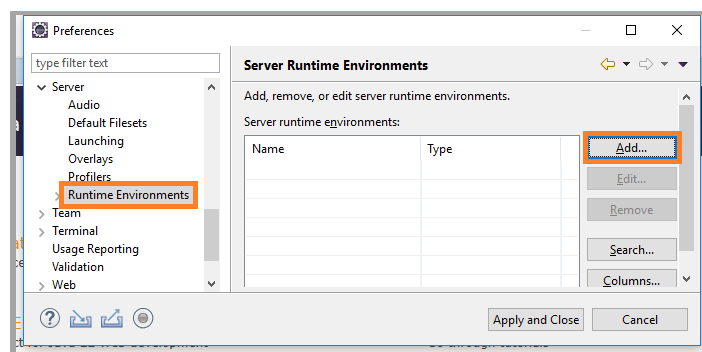 Preferences
type filter text
Server Runtime Environments
Server
Audio
Default Filesets
Launching
Overlays
Profilers
Runtime Environments
Team
Terminal
Usage Reporting
Validation
Web
Add, remove, or edit server runtime environments.
Server runtime environments:
Name Type
Add...
Edit...
Remove
Search...
Columns...
Apply and Close Cancel